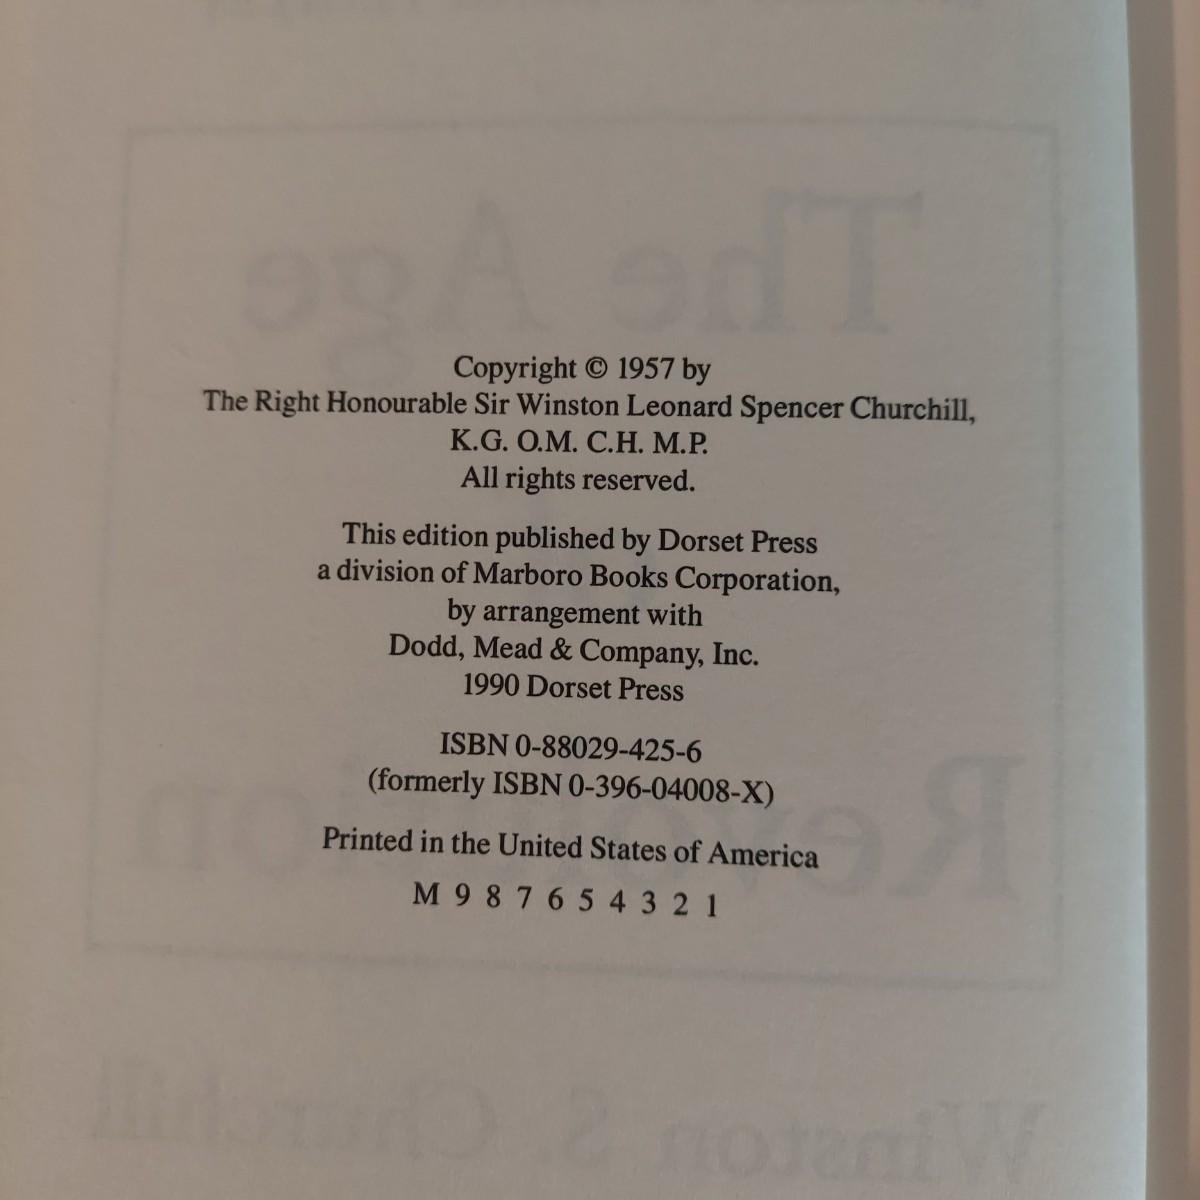 Copyright © 1957 by
The Right Honourable Sir Winston Leonard Spencer Churchill,
K.G. O.M. C.H. M.P.
All rights reserved.
This edition published by Dorset Press
a division of Marboro Books Corporation,
by arrangement with
Dodd, Mead & Company, Inc.
1990 Dorset Press
ISBN 0-88029-425-6
(formerly ISBN 0-396-04008-X)
Printed in the United States of America
M 9 8 7 6 5 4 3 2 1